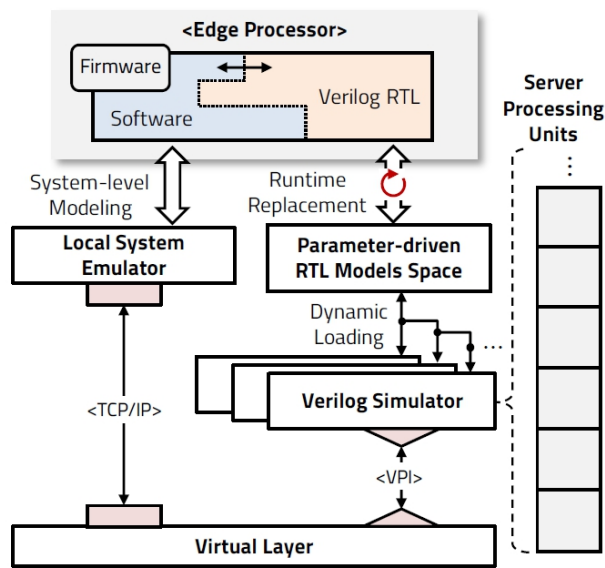 <Edge Processor>
Firmware
Software
Verilog RTL
Server
Processing
Units
System-level
Modeling
Runtime
Replacement
Local System
Emulator
Parameter-driven
RTL Models Space
Dynamic
Loading
...
Verilog Simulator
<TCP/IP>
<VPI>
Virtual Layer